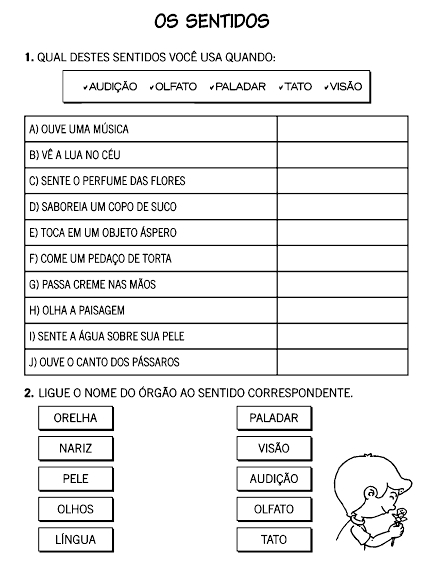 OS SENTIDOS
1. QUAL DESTES SENTIDOS VOCÊ USA QUANDO:
✓AUDIÇÃO ✓OLFATO ✓PALADAR ✓TATO ✓VISÃO
A) OUVE UMA MÚSICA
B) VÊ A LUA NO CÉU
C) SENTE O PERFUME DAS FLORES
D) SABOREIA UM COPO DE SUCO
E) TOCA EM UM OBJETO ÁSPERO
F) COME UM PEDAÇO DE TORTA
G) PASSA CREME NAS MÃOS
H) OLHA A PAISAGEM
I) SENTE A ÁGUA SOBRE SUA PELE
J) OUVE O CANTO DOS PÁSSAROS
2. LIGUE O NOME DO ÓRGÃO AO SENTIDO CORRESPONDENTE.
ORELHA PALADAR
NARIZ VISÃO
PELE AUDIÇÃO
OLHOS OLFATO
LÍNGUA TATO